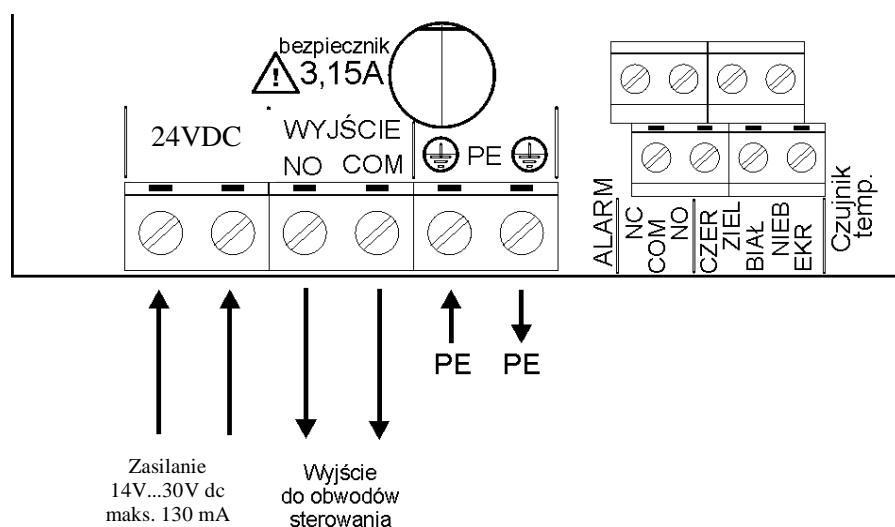 bezpiecznik
3,15A
24VDC
WYJŚCIE
NO COM
PE
ALARM
NC
COM
NO
CZER
ZIEL
BIAŁ
NIEB
EKR
Czujnik
temp.
PE PE
Zasilanie
14V...30V dc
maks. 130 mA
Wyjście
do obwodów
sterowania